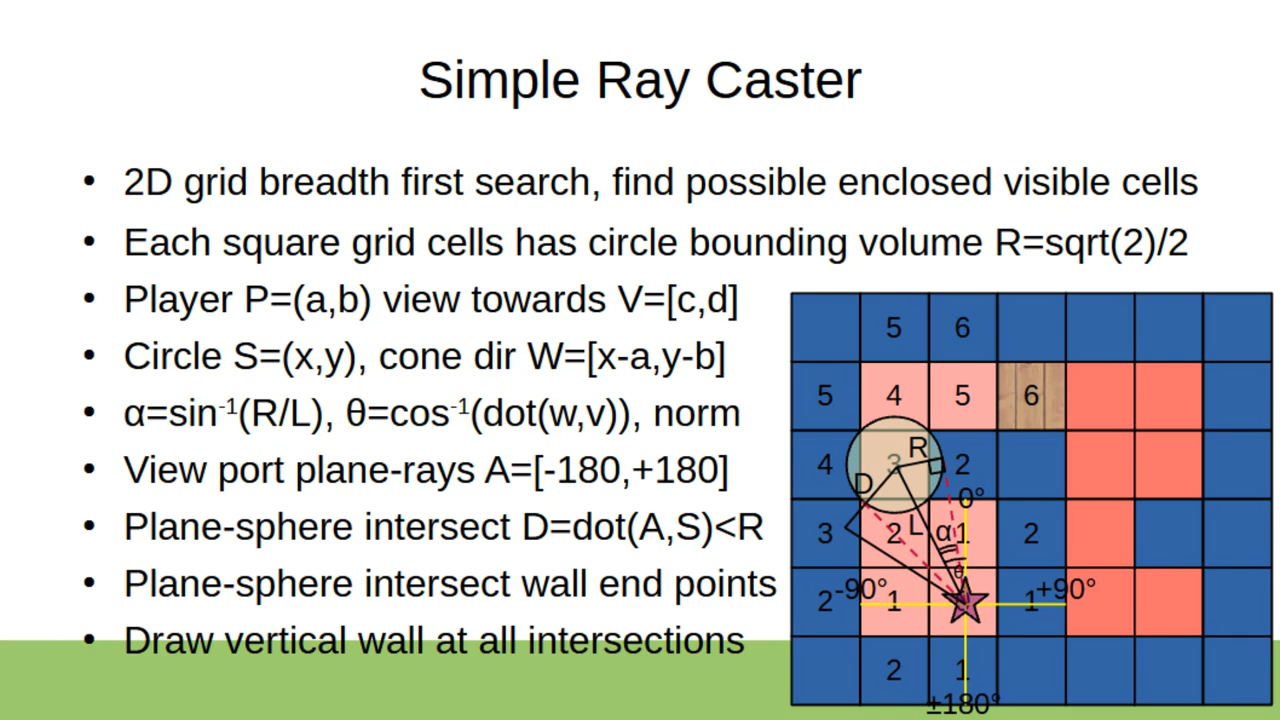 Simple Ray Caster
• 2D grid breadth first search, find possible enclosed visible cells
• Each square grid cells has circle bounding volume R=sqrt(2)/2
• Player P=(a,b) view towards V=[c,d]
• Circle S=(x,y), cone dir W=[x-a,y-b]
• α=sin⁻¹(R/L), θ=cos⁻¹(dot(w,v)), norm
• View port plane-rays A=[-180,+180]
• Plane-sphere intersect D=dot(A,S)<R
• Plane-sphere intersect wall end points
• Draw vertical wall at all intersections
5 6
5 4 5 6
R
4 3 2
D
0°
3 2 L α 1 2
θ
2 -90° 1 1 +90°
2 1
±180°